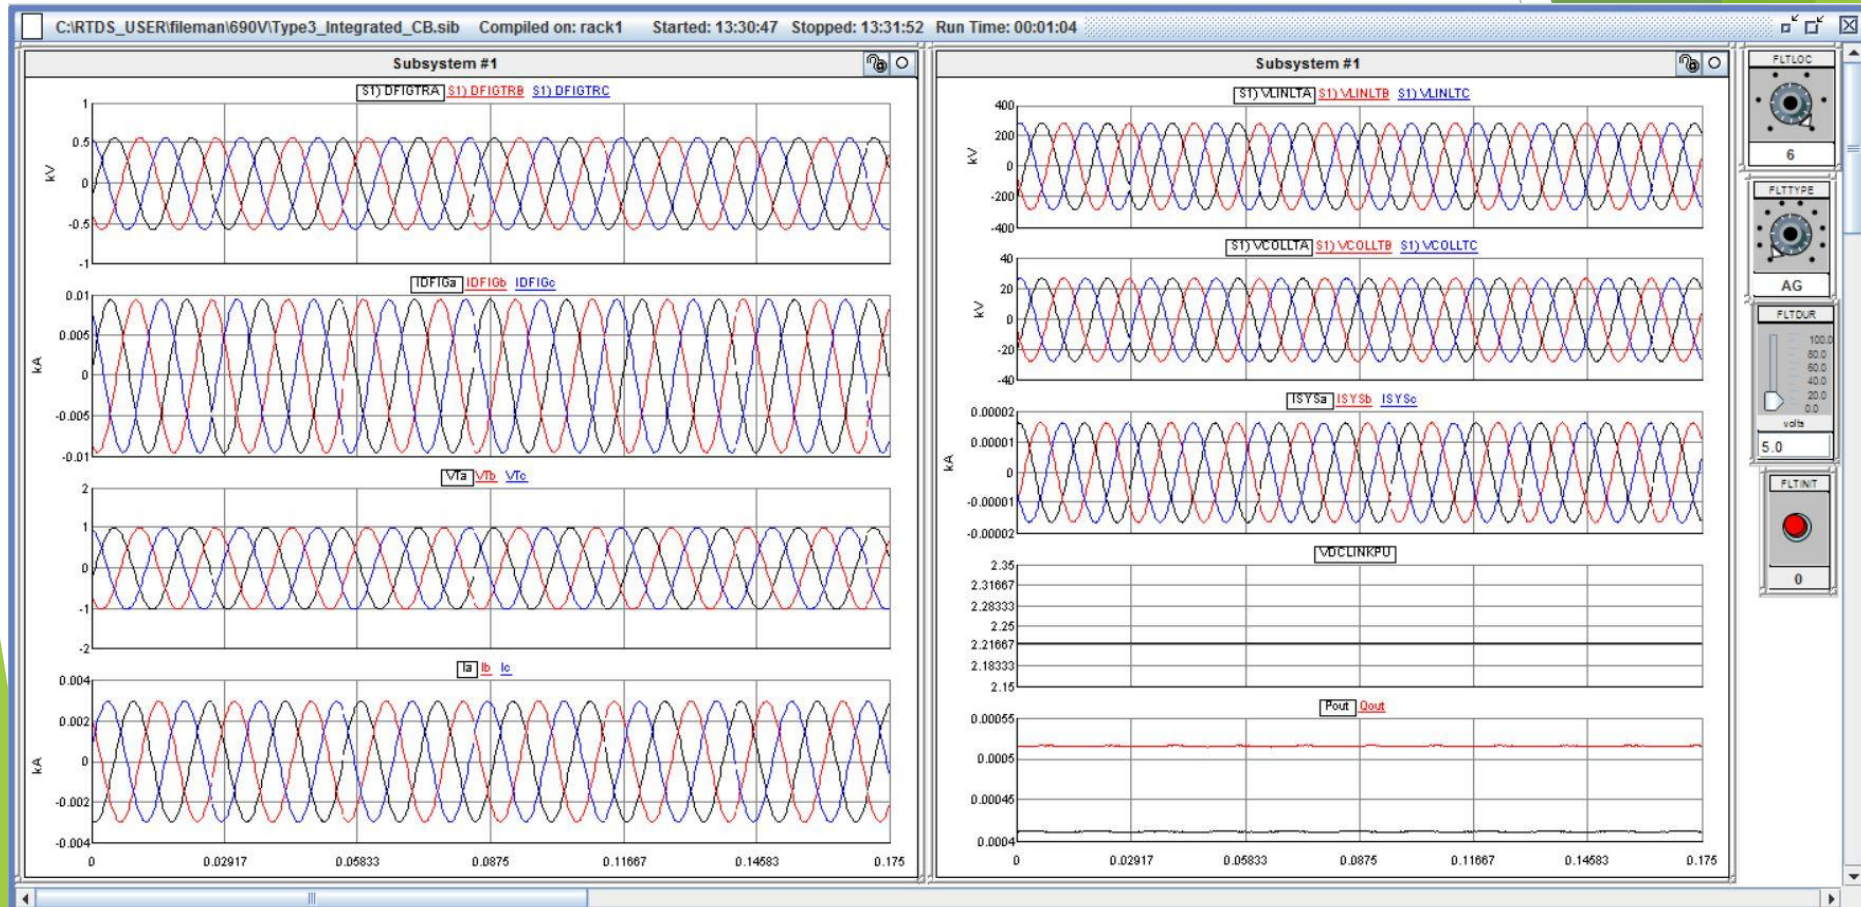 C:\RTDS_USER\fileman\690V\Type3_Integrated_CB.sib Compiled on: rack1 Started: 13:30:47 Stopped: 13:31:52 Run Time: 00:01:04
Subsystem #1
S1) DFIGTRA S1) DFIGTRB S1) DFIGTRC
1
0.5
0
-0.5
-1
kV
IDFIGa IDFIGb IDFIGc
0.01
0.005
0
-0.005
-0.01
kA
VTa VTb VTc
2
1
0
-1
-2
Ia Ib Ic
0.004
0.002
0
-0.002
-0.004
kA
0 0.02917 0.05833 0.0875 0.11667 0.14583 0.175
Subsystem #1
S1) VLINLTA S1) VLINLTB S1) VLINLTC
400
200
0
-200
-400
kV
S1) VCOLLTA S1) VCOLLTB S1) VCOLLTC
40
20
0
-20
-40
kV
ISYSa ISYSb ISYSc
0.00002
0.00001
0
-0.00001
-0.00002
kA
VDCLINKPU
2.35
2.31667
2.28333
2.25
2.21667
2.18333
2.15
Pout Qout
0.00055
0.0005
0.00045
0.0004
0 0.02917 0.05833 0.0875 0.11667 0.14583 0.175
FLTLOC
6
FLTTYPE
AG
FLTDUR
100.0
80.0
60.0
40.0
20.0
0.0
volts
5.0
FLTINIT
0